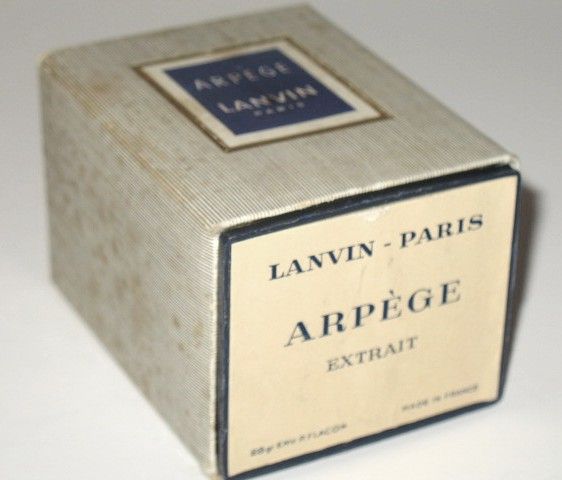 ARPÈGE
LANVIN
PARIS
LANVIN - PARIS
ARPÈGE
EXTRAIT
MADE IN FRANCE